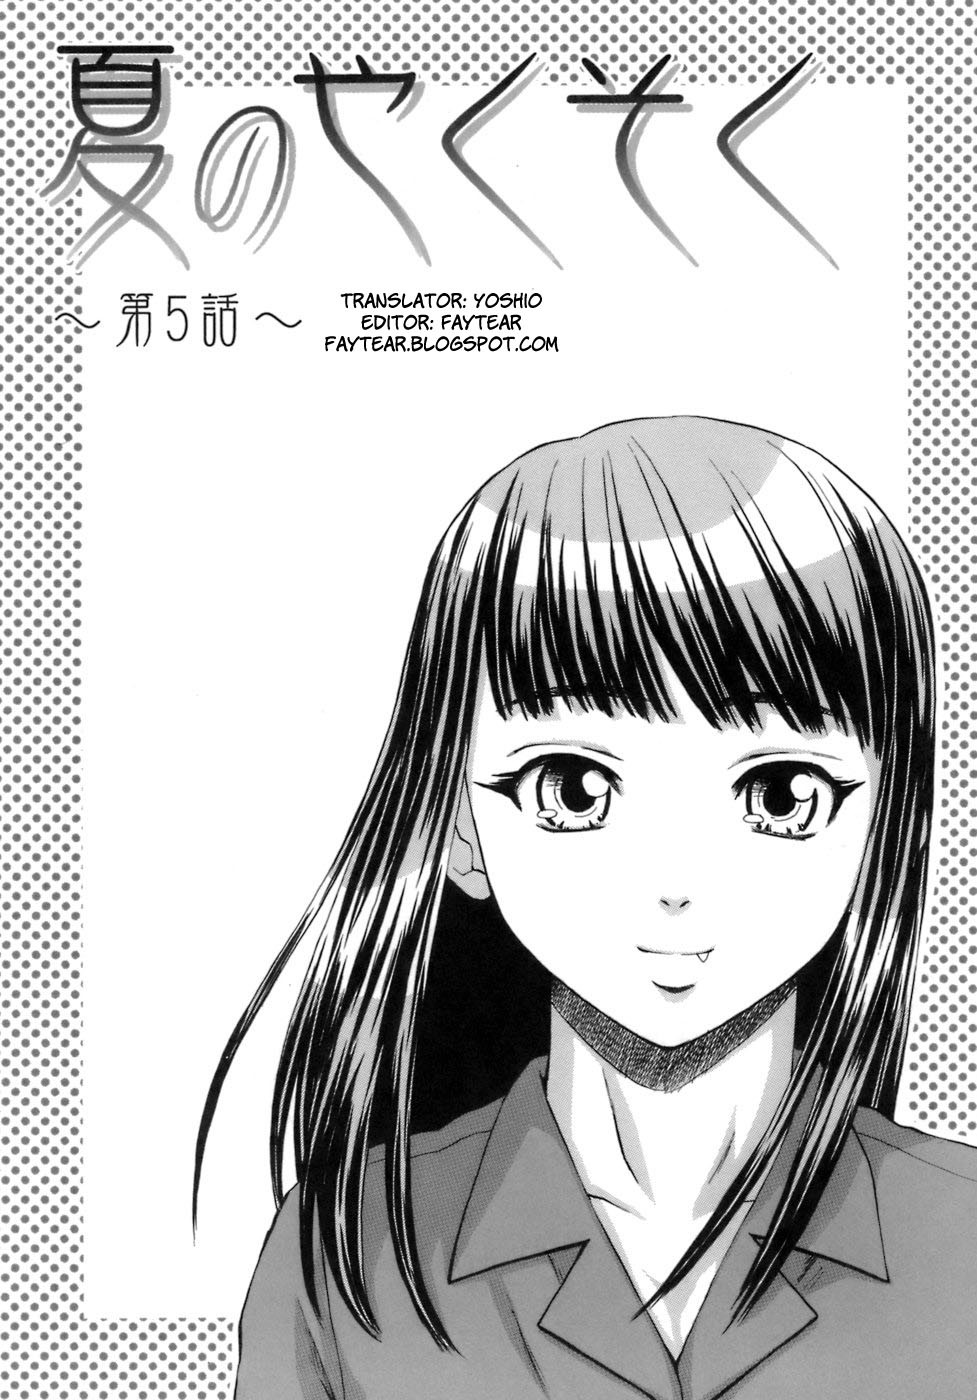 夏のやくそく
～第5話～
TRANSLATOR: YOSHIO
EDITOR: FAYTEAR
FAYTEAR.BLOGSPOT.COM